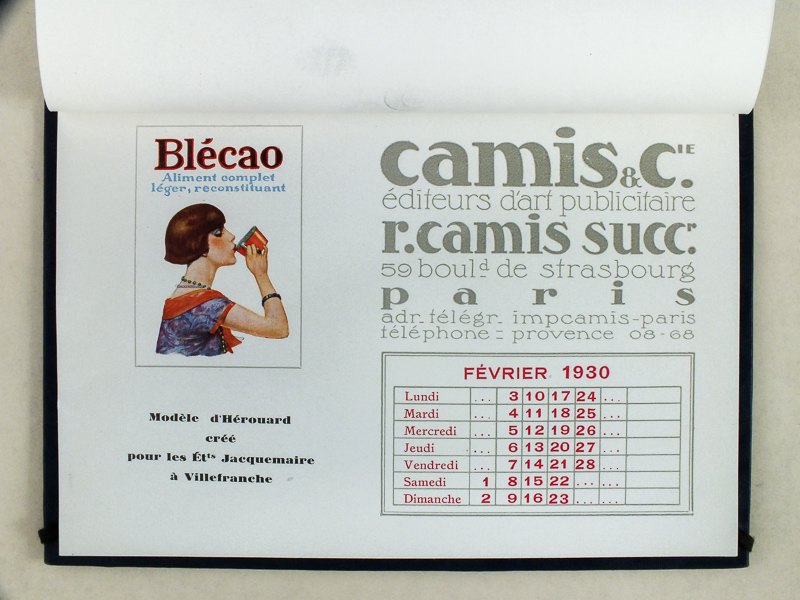 Blécao
Aliment complet
léger, reconstituant
Modèle d'Hérouard
créé
pour les Éts Jacquemaire
à Villefranche
camis & Cie.
éditeurs d'art publicitaire
r.camis succr.
59 bould de strasbourg
paris
adr. télégr. impcamis-paris
téléphone : provence 08-68
FÉVRIER 1930
Lundi ... 3 10 17 24 ...
Mardi ... 4 11 18 25 ...
Mercredi ... 5 12 19 26 ...
Jeudi ... 6 13 20 27 ...
Vendredi ... 7 14 21 28 ...
Samedi 1 8 15 22 ... ...
Dimanche 2 9 16 23 ... ...